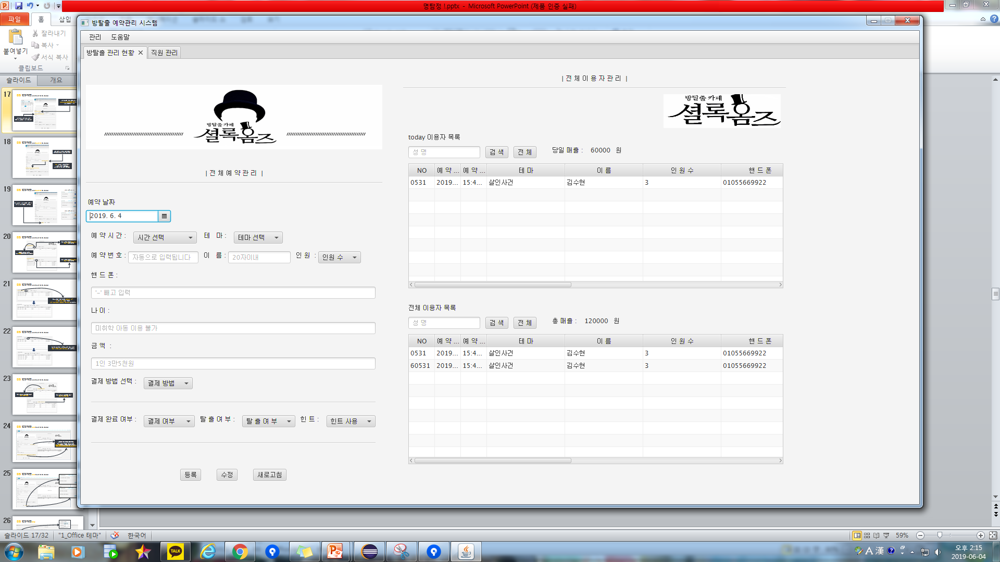 명탐정 !.pptx - Microsoft PowerPoint (제품 인증 실패)
파일 홈 삽입
붙여넣기
잘라내기
복사
서식 복사
클립보드
슬라이드 개요
17
18
19
20
21
22
23
24
25
26
방탈출 예약관리 시스템
관리 도움말
방탈출 관리 현황 직원 관리
방탈출 카페
셜록홈즈
| 전 체 예 약 관 리 |
예약 날짜
2019. 6. 4
예 약 시 간 : 시간 선택 테 마 : 테마 선택
예 약 번 호 : 자동으로 입력됩니다 이 름 : 20자이내 인 원 : 인원 수
핸 드 폰 :
'-' 빼고 입력
나 이 :
미취학 아동 이용 불가
금 액 :
1인 3만5천원
결제 방법 선택 : 결제 방법
결제 완료 여부 : 결제 여부 탈 출 여 부 : 탈 출 여 부 힌 트 : 힌트 사용
등록 수정 새로고침
| 전 체 이 용 자 관 리 |
방탈출 카페
셜록홈즈
today 이용자 목록
성 명 검 색 전 체 당일 매출 : 60000 원
NO 예 약 ... 예 약 ... 테 마 이 름 인 원 수 핸 드 폰
0531 2019... 15:4... 살인사건 김수현 3 01055669922
전체 이용자 목록
성 명 검 색 전 체 총 매출 : 120000 원
NO 예 약 ... 예 약 ... 테 마 이 름 인 원 수 핸 드 폰
0531 2019... 15:4... 살인사건 김수현 3 01055669922
60531 2019... 15:4... 살인사건 김수현 3 01055669922
슬라이드 17/32 "1_Office 테마" 한국어 59%
TALK
A 漢
오후 2:15
2019-06-04